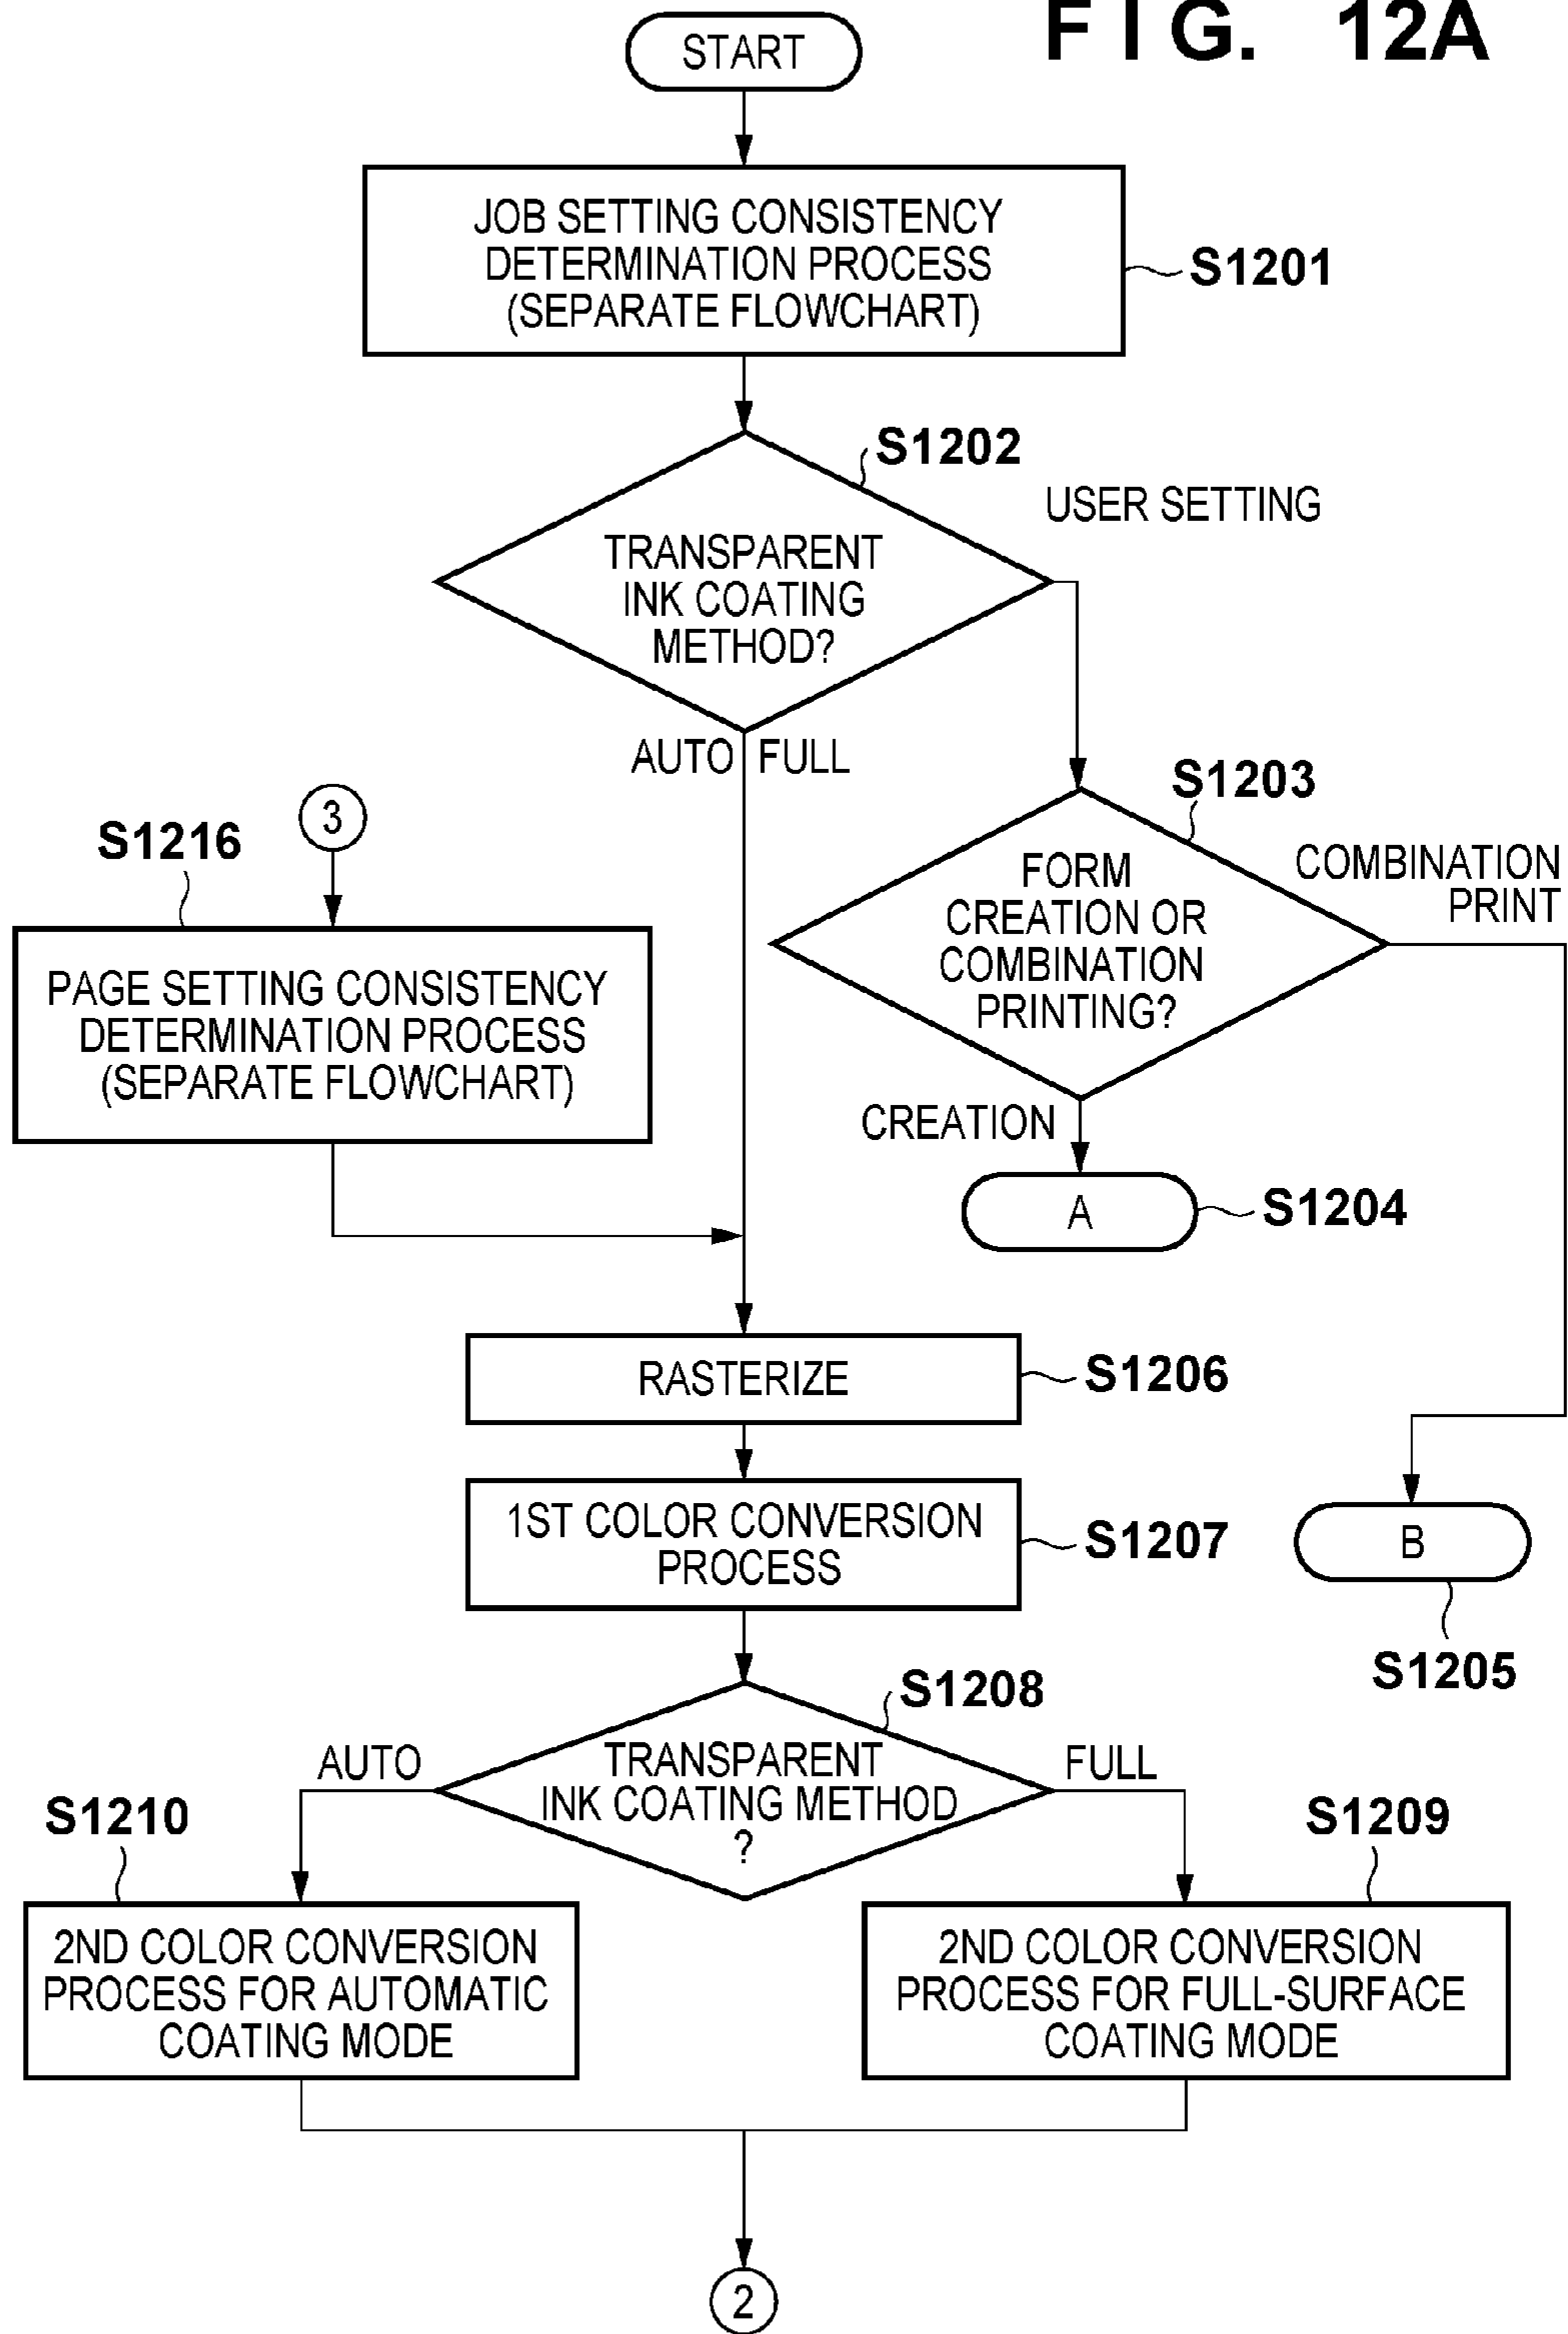 FIG. 12A
START
JOB SETTING CONSISTENCY
DETERMINATION PROCESS
(SEPARATE FLOWCHART)
S1201
S1202
USER SETTING
TRANSPARENT
INK COATING
METHOD?
AUTO FULL
S1203
3
S1216
COMBINATION
PRINT
FORM
CREATION OR
COMBINATION
PRINTING?
PAGE SETTING CONSISTENCY
DETERMINATION PROCESS
(SEPARATE FLOWCHART)
CREATION
A
S1204
RASTERIZE
S1206
1ST COLOR CONVERSION
PROCESS
S1207
B
S1205
S1208
AUTO
TRANSPARENT
INK COATING METHOD
?
FULL
S1210
S1209
2ND COLOR CONVERSION
PROCESS FOR AUTOMATIC
COATING MODE
2ND COLOR CONVERSION
PROCESS FOR FULL-SURFACE
COATING MODE
2